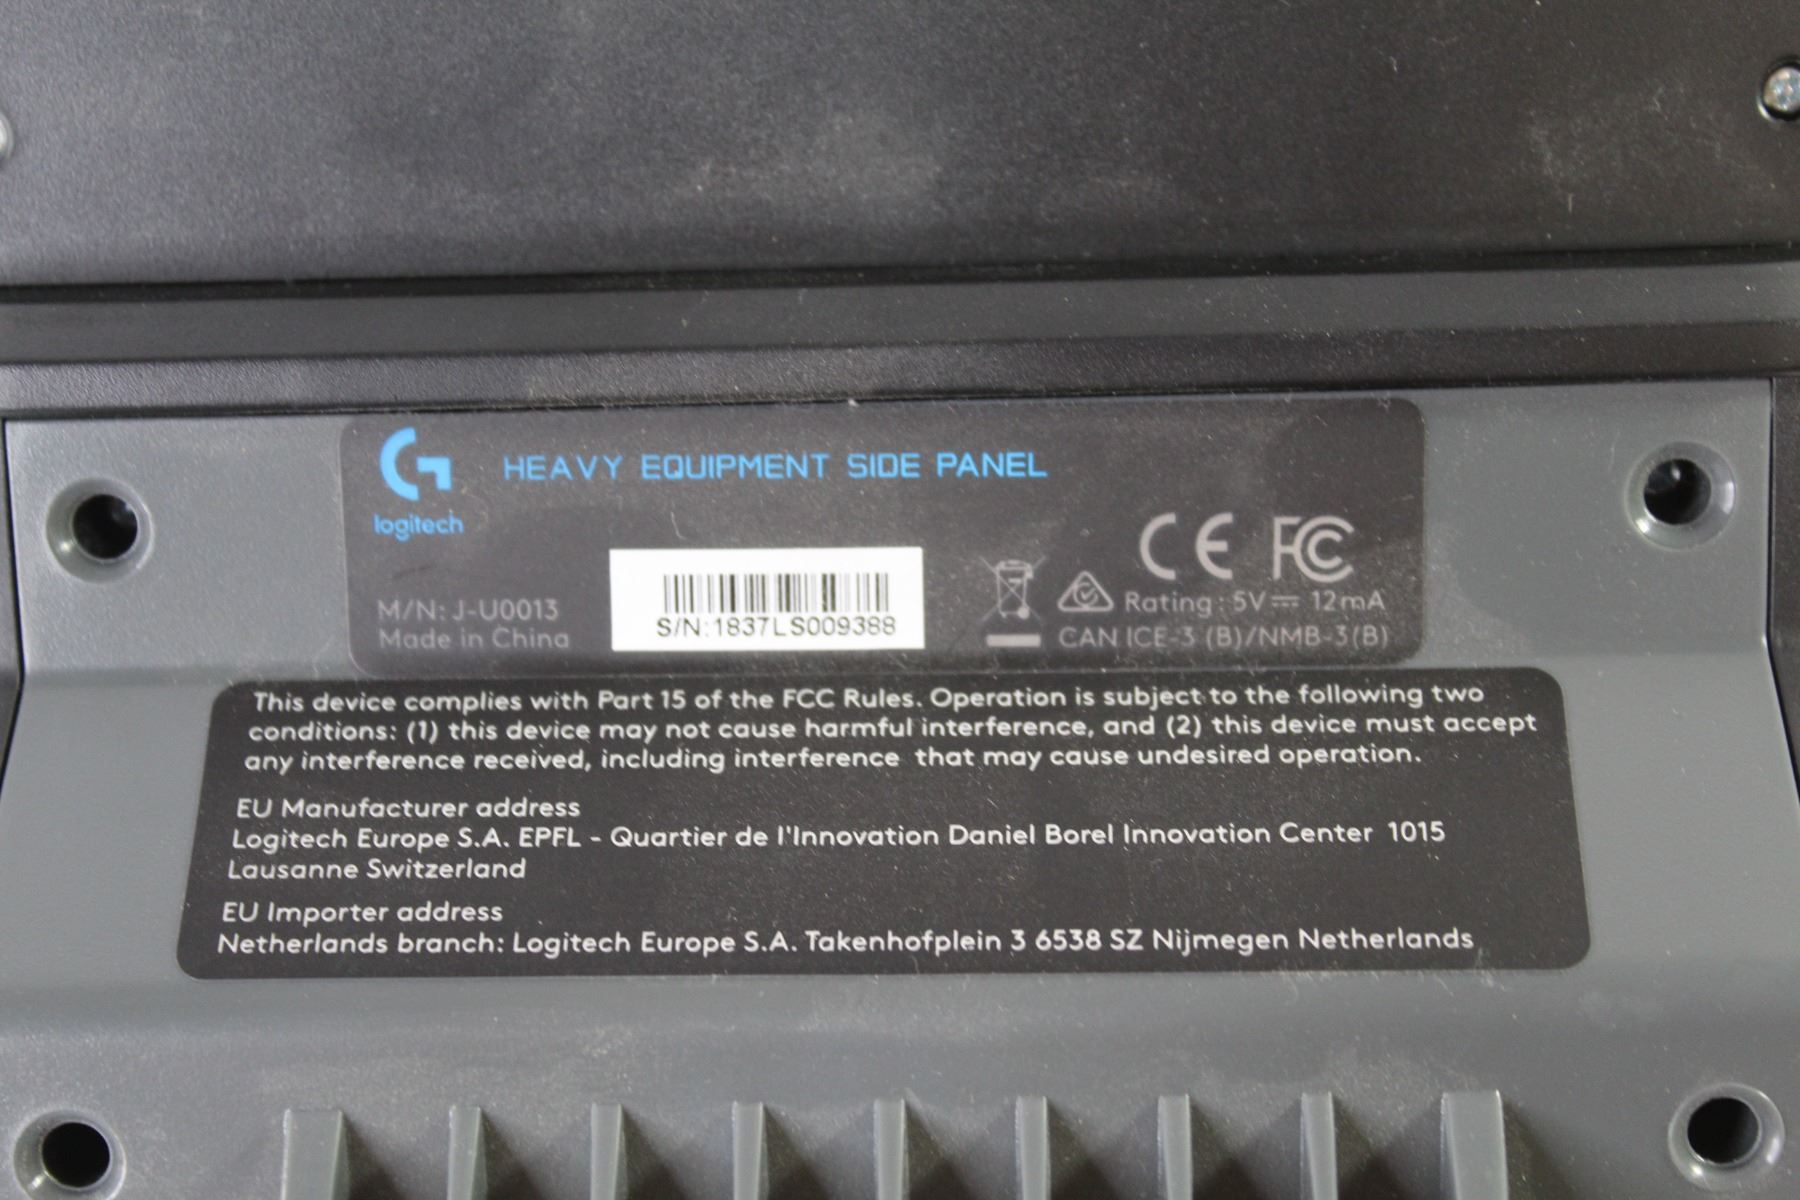 logitech
HEAVY EQUIPMENT SIDE PANEL
CE FC
M/N: J-U0013
Made in China
S/N:1837LS009388
Rating: 5V⎓ 12mA
CAN ICE-3 (B)/NMB-3(B)
This device complies with Part 15 of the FCC Rules. Operation is subject to the following two
conditions: (1) this device may not cause harmful interference, and (2) this device must accept
any interference received, including interference that may cause undesired operation.
EU Manufacturer address
Logitech Europe S.A. EPFL - Quartier de l'Innovation Daniel Borel Innovation Center 1015
Lausanne Switzerland
EU Importer address
Netherlands branch: Logitech Europe S.A. Takenhofplein 3 6538 SZ Nijmegen Netherlands